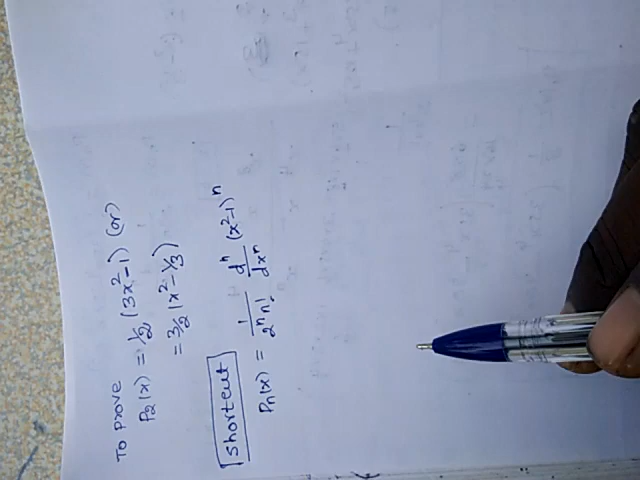 To prove
P₂(x) = ½ (3x²-1) (or)
= 3/2 (x² - 1/3)
Shortcut
Pₙ(x) = 1/(2ⁿ n!) dⁿ/dxⁿ (x²-1)ⁿ